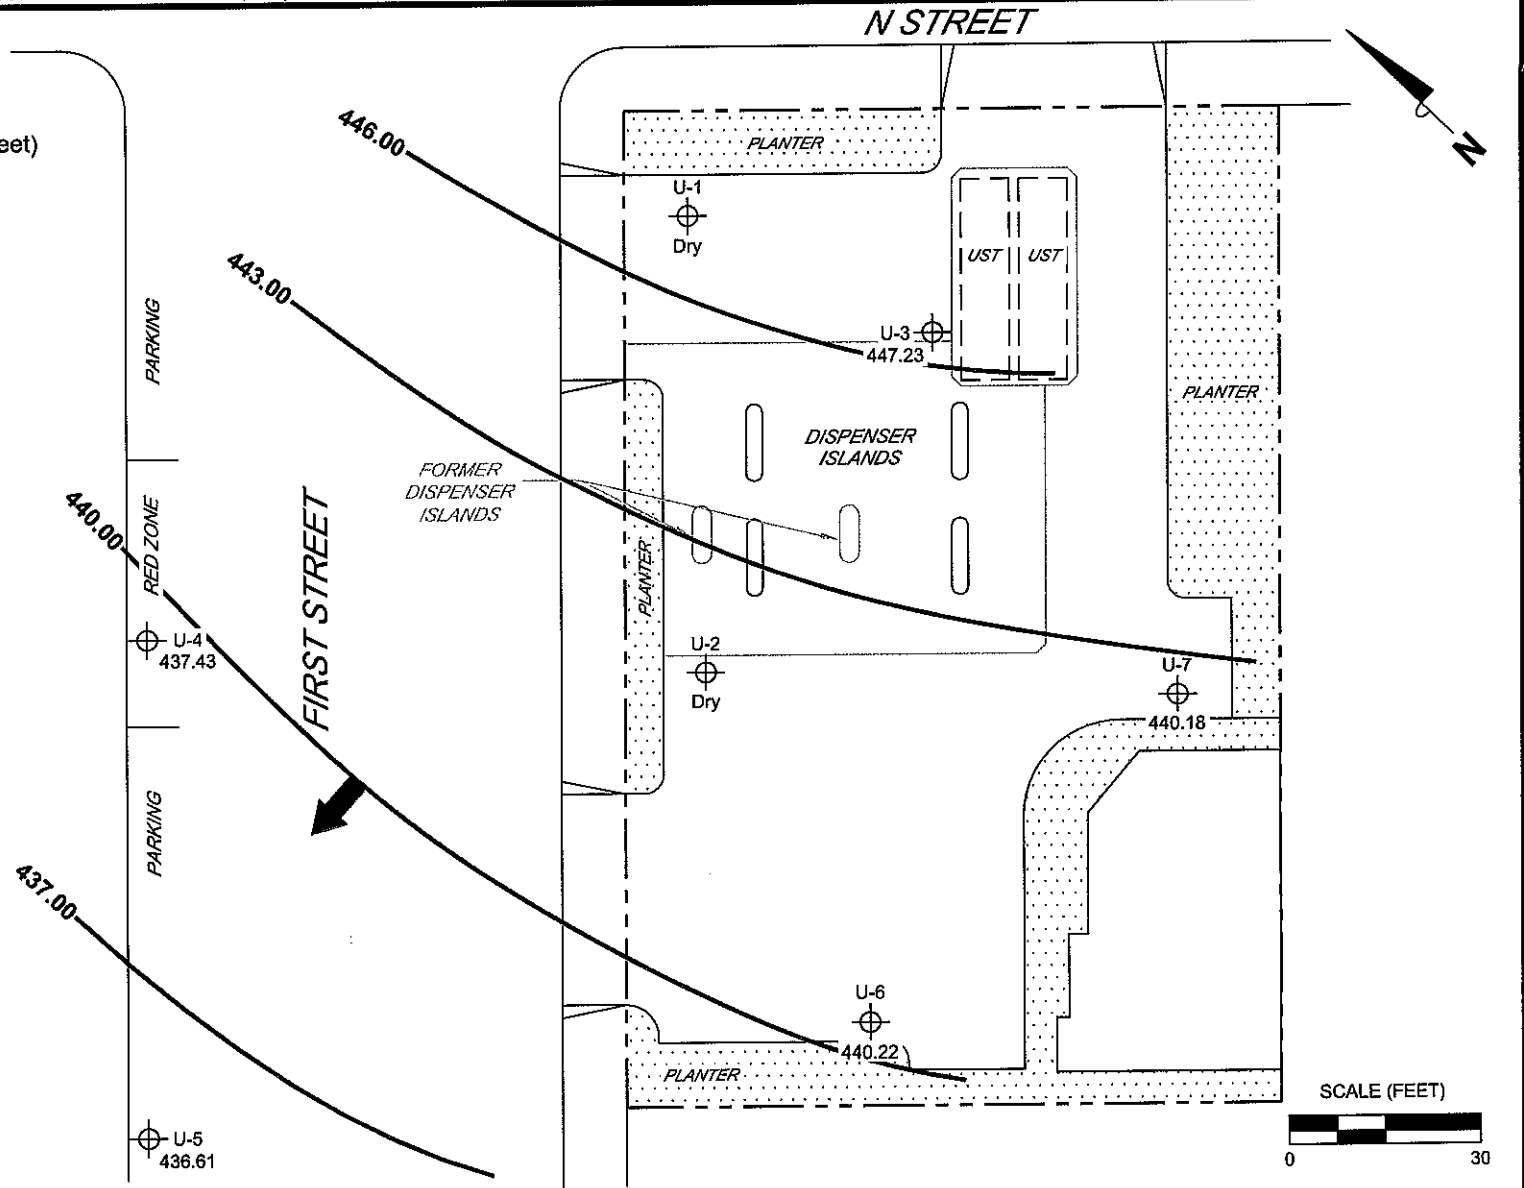 N STREET
eet)
N
446.00
PLANTER
U-1
Dry
UST
UST
443.00
PARKING
U-3
447.23
PLANTER
DISPENSER
ISLANDS
FORMER
DISPENSER
ISLANDS
440.00
RED ZONE
FIRST STREET
PLANTER
U-4
437.43
U-2
Dry
U-7
440.18
PARKING
437.00
U-6
440.22
PLANTER
SCALE (FEET)
0
30
U-5
436.61